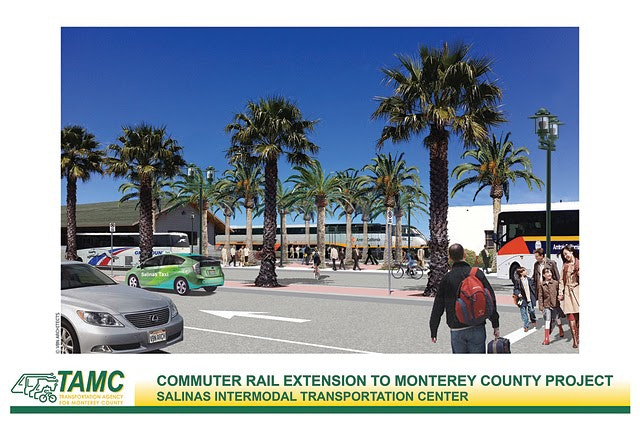 Salinas Taxi
TAMC
TRANSPORTATION AGENCY
FOR MONTEREY COUNTY
COMMUTER RAIL EXTENSION TO MONTEREY COUNTY PROJECT
SALINAS INTERMODAL TRANSPORTATION CENTER